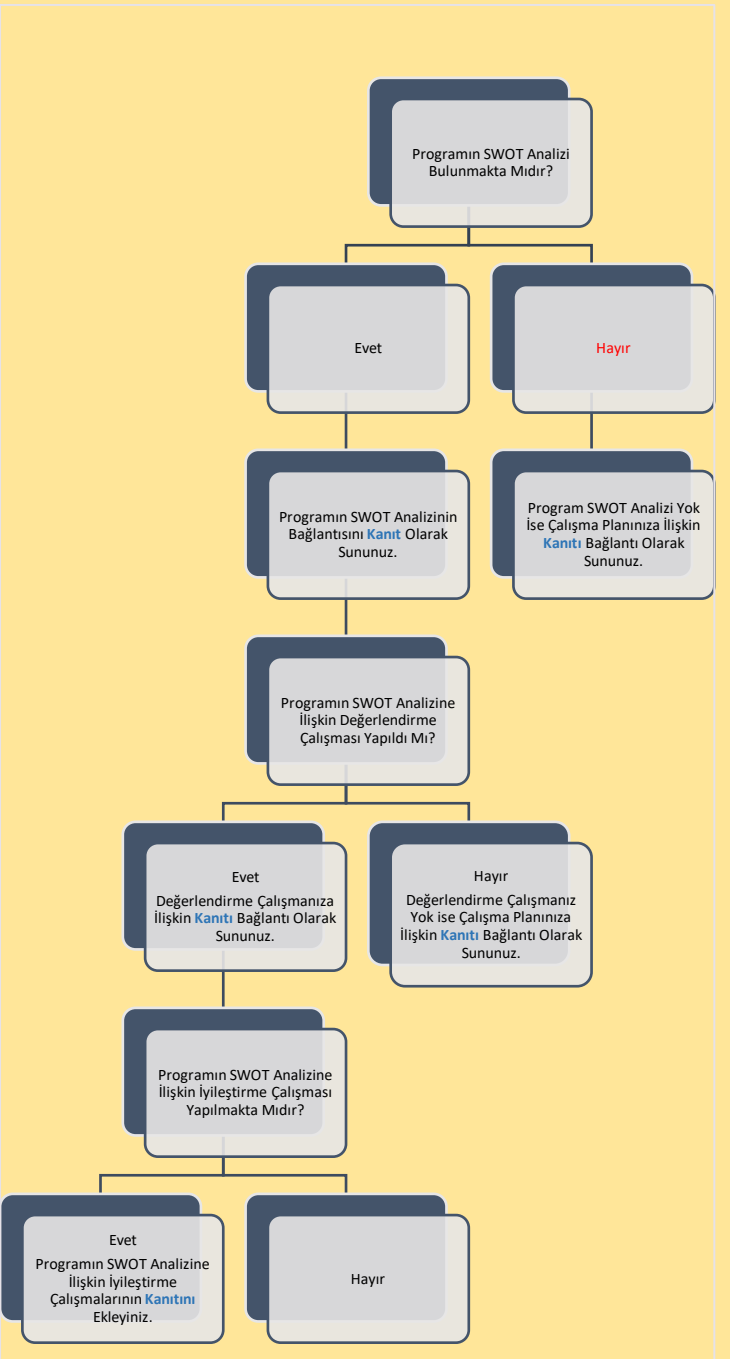 Programın SWOT Analizi
Bulunmakta Mıdır?
Evet
Hayır
Programın SWOT Analizinin
Bağlantısını Kanıt Olarak
Sununuz.
Program SWOT Analizi Yok
İse Çalışma Planınıza İlişkin
Kanıtı Bağlantı Olarak
Sununuz.
Programın SWOT Analizine
İlişkin Değerlendirme
Çalışması Yapıldı Mı?
Evet
Değerlendirme Çalışmanıza
İlişkin Kanıtı Bağlantı Olarak
Sununuz.
Hayır
Değerlendirme Çalışmanız
Yok ise Çalışma Planınıza
İlişkin Kanıtı Bağlantı Olarak
Sununuz.
Programın SWOT Analizine
İlişkin İyileştirme Çalışması
Yapılmakta Mıdır?
Evet
Programın SWOT Analizine
İlişkin İyileştirme
Çalışmalarının Kanıtını
Ekleyiniz.
Hayır